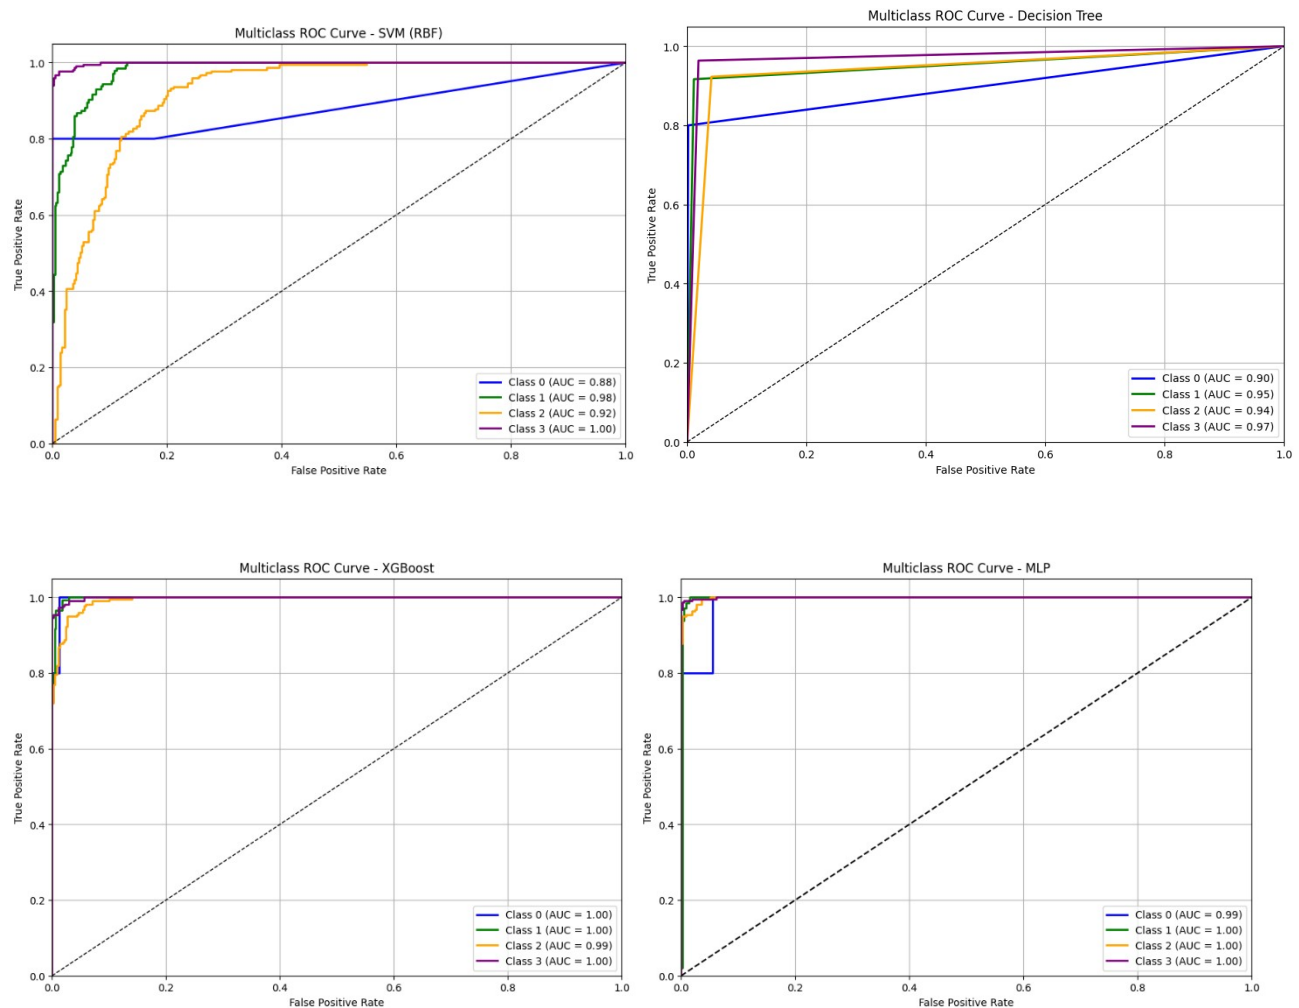 Multiclass ROC Curve - SVM (RBF)
1.0
0.8
0.6
0.4
0.2
0.0
True Positive Rate
0.0 0.2 0.4 0.6 0.8 1.0
False Positive Rate
Class 0 (AUC = 0.88)
Class 1 (AUC = 0.98)
Class 2 (AUC = 0.92)
Class 3 (AUC = 1.00)
Multiclass ROC Curve - Decision Tree
1.0
0.8
0.6
0.4
0.2
0.0
True Positive Rate
0.0 0.2 0.4 0.6 0.8 1.0
False Positive Rate
Class 0 (AUC = 0.90)
Class 1 (AUC = 0.95)
Class 2 (AUC = 0.94)
Class 3 (AUC = 0.97)
Multiclass ROC Curve - XGBoost
1.0
0.8
0.6
0.4
0.2
0.0
True Positive Rate
0.0 0.2 0.4 0.6 0.8 1.0
False Positive Rate
Class 0 (AUC = 1.00)
Class 1 (AUC = 1.00)
Class 2 (AUC = 0.99)
Class 3 (AUC = 1.00)
Multiclass ROC Curve - MLP
1.0
0.8
0.6
0.4
0.2
0.0
True Positive Rate
0.0 0.2 0.4 0.6 0.8 1.0
False Positive Rate
Class 0 (AUC = 0.99)
Class 1 (AUC = 1.00)
Class 2 (AUC = 1.00)
Class 3 (AUC = 1.00)